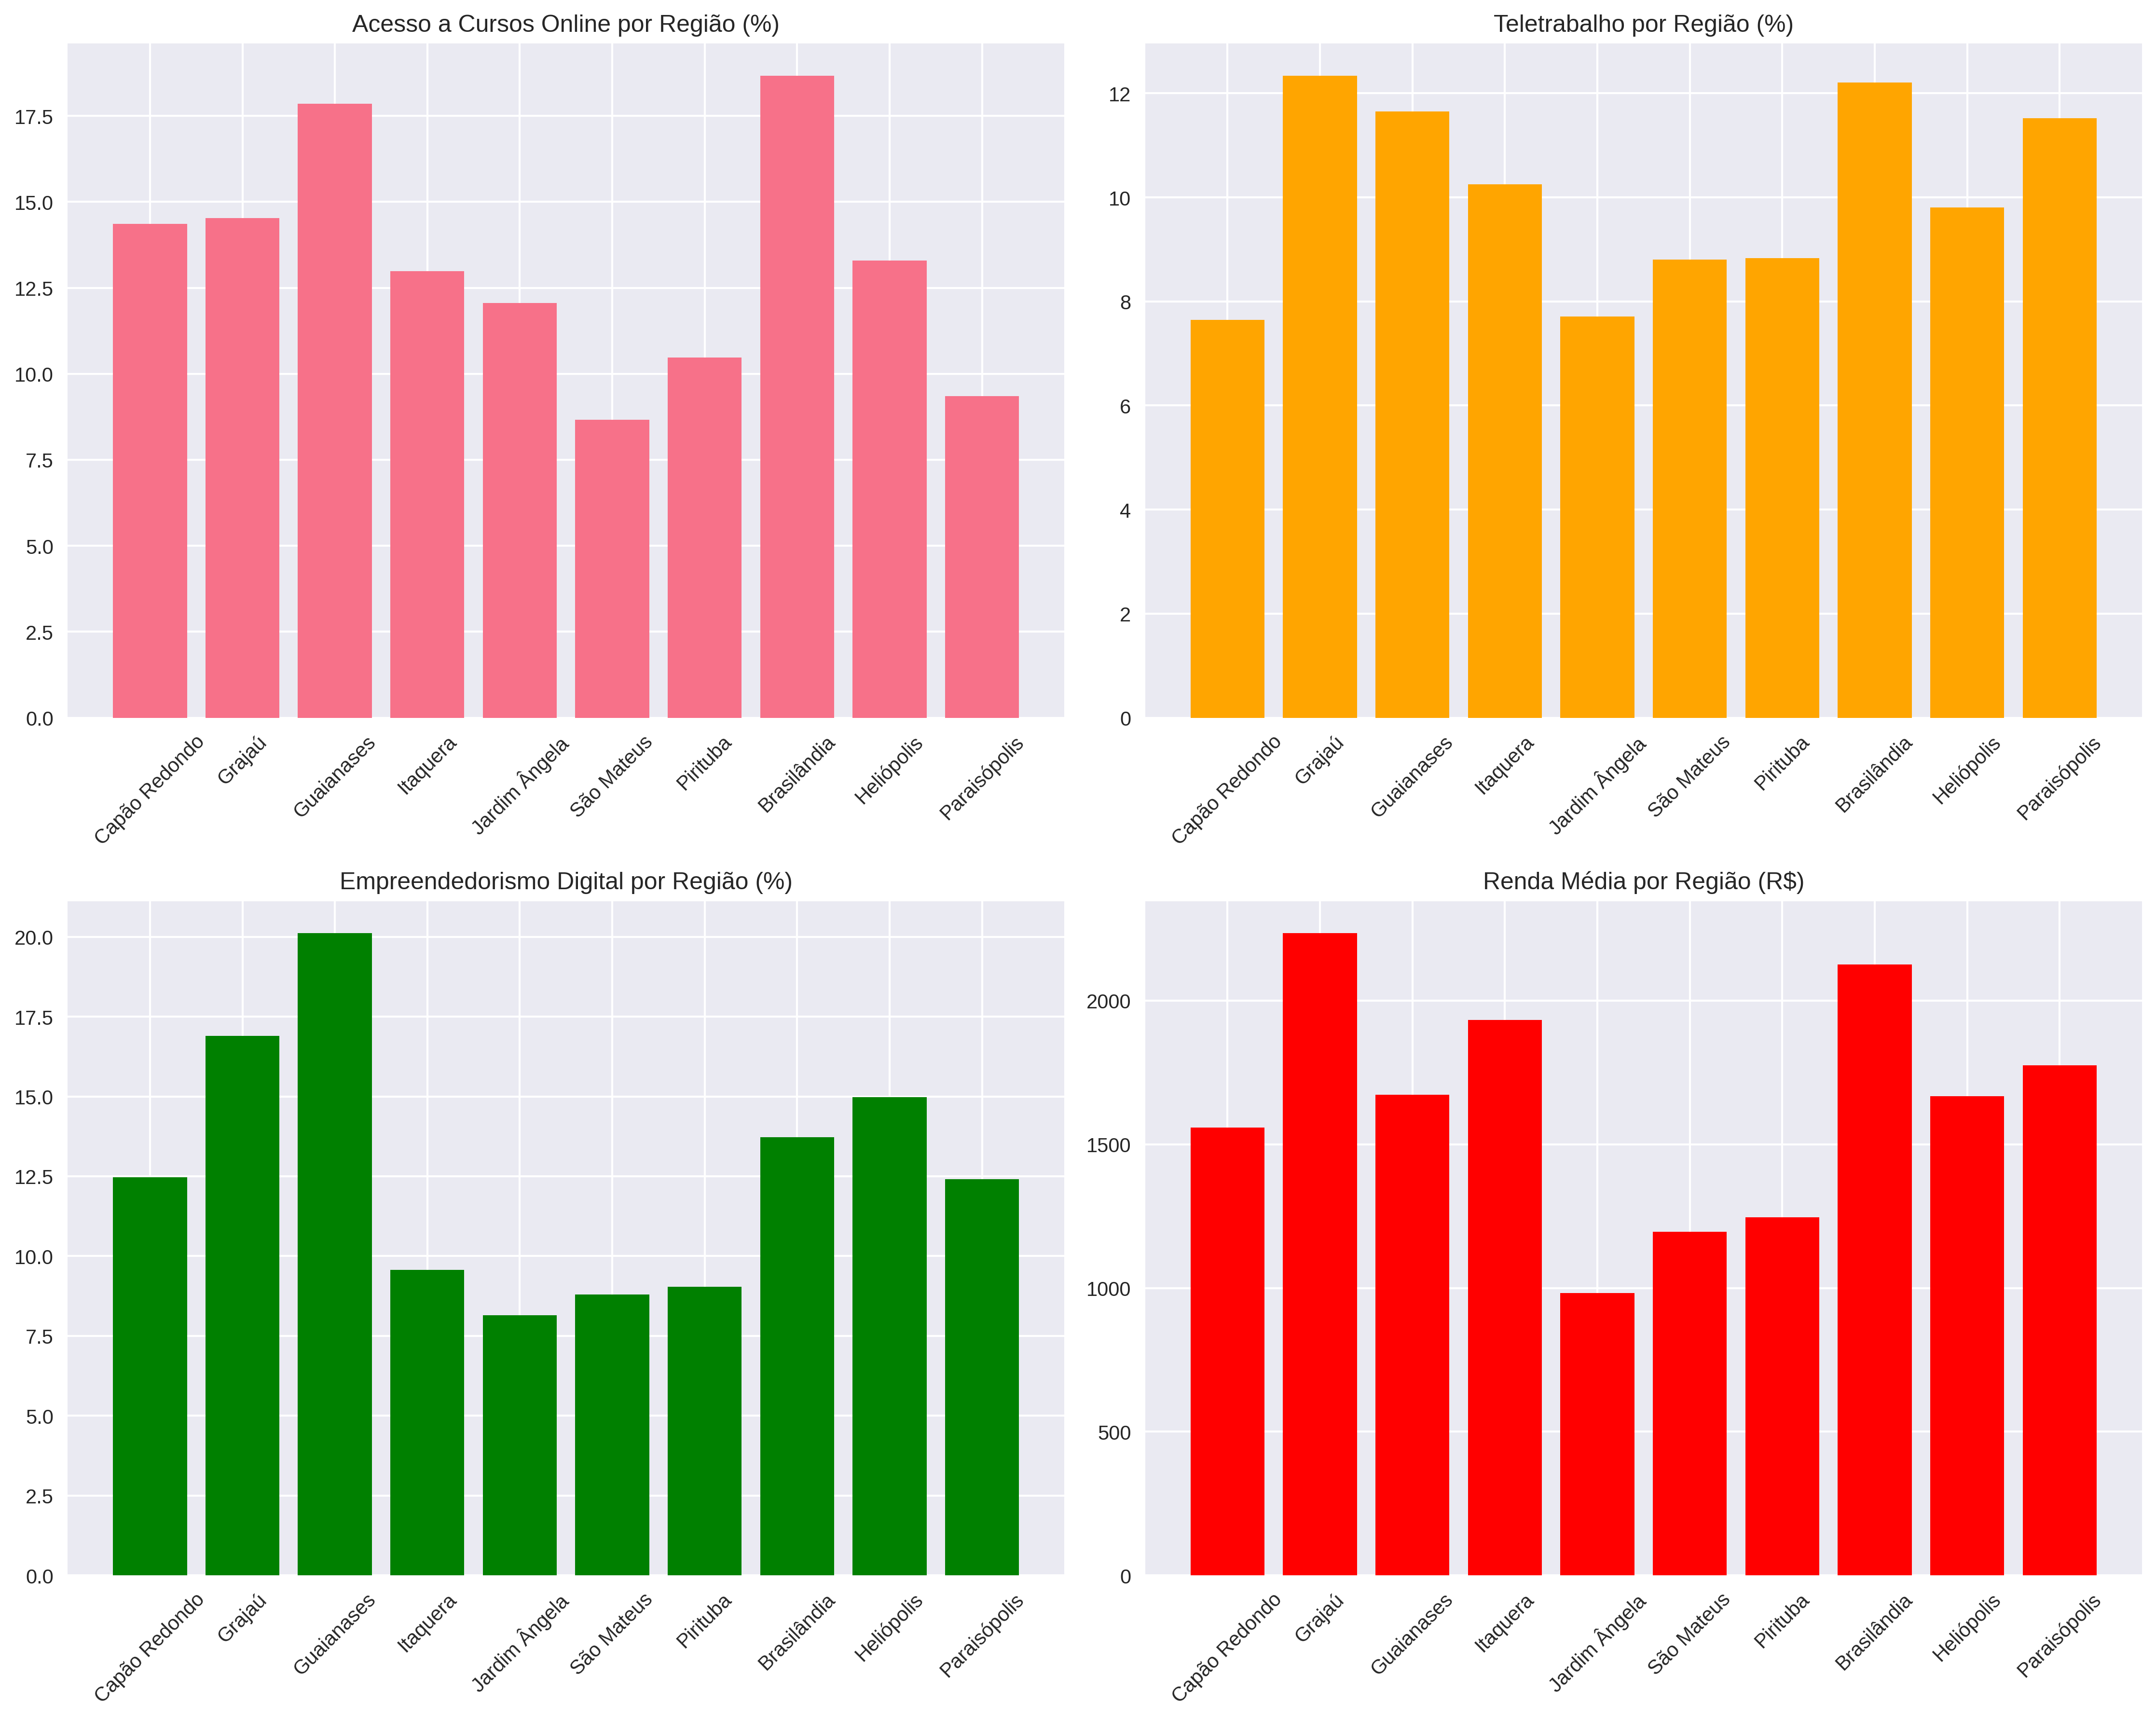 Acesso a Cursos Online por Região (%)
17.5
15.0
12.5
10.0
7.5
5.0
2.5
0.0
Capão Redondo
Grajaú
Guaianases
Itaquera
Jardim Ângela
São Mateus
Pirituba
Brasilândia
Heliópolis
Paraisópolis
Teletrabalho por Região (%)
12
10
8
6
4
2
0
Capão Redondo
Grajaú
Guaianases
Itaquera
Jardim Ângela
São Mateus
Pirituba
Brasilândia
Heliópolis
Paraisópolis
Empreendedorismo Digital por Região (%)
20.0
17.5
15.0
12.5
10.0
7.5
5.0
2.5
0.0
Capão Redondo
Grajaú
Guaianases
Itaquera
Jardim Ângela
São Mateus
Pirituba
Brasilândia
Heliópolis
Paraisópolis
Renda Média por Região (R$)
2000
1500
1000
500
0
Capão Redondo
Grajaú
Guaianases
Itaquera
Jardim Ângela
São Mateus
Pirituba
Brasilândia
Heliópolis
Paraisópolis